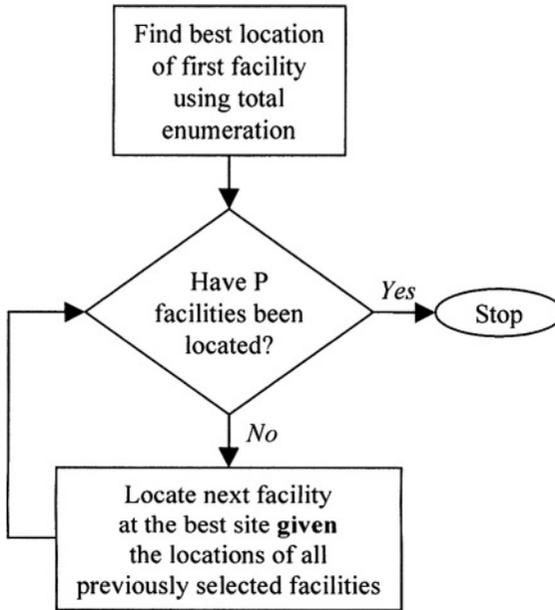 Find best location
of first facility
using total
enumeration
Have P
facilities been
located?
Yes
Stop
No
Locate next facility
at the best site given
the locations of all
previously selected facilities